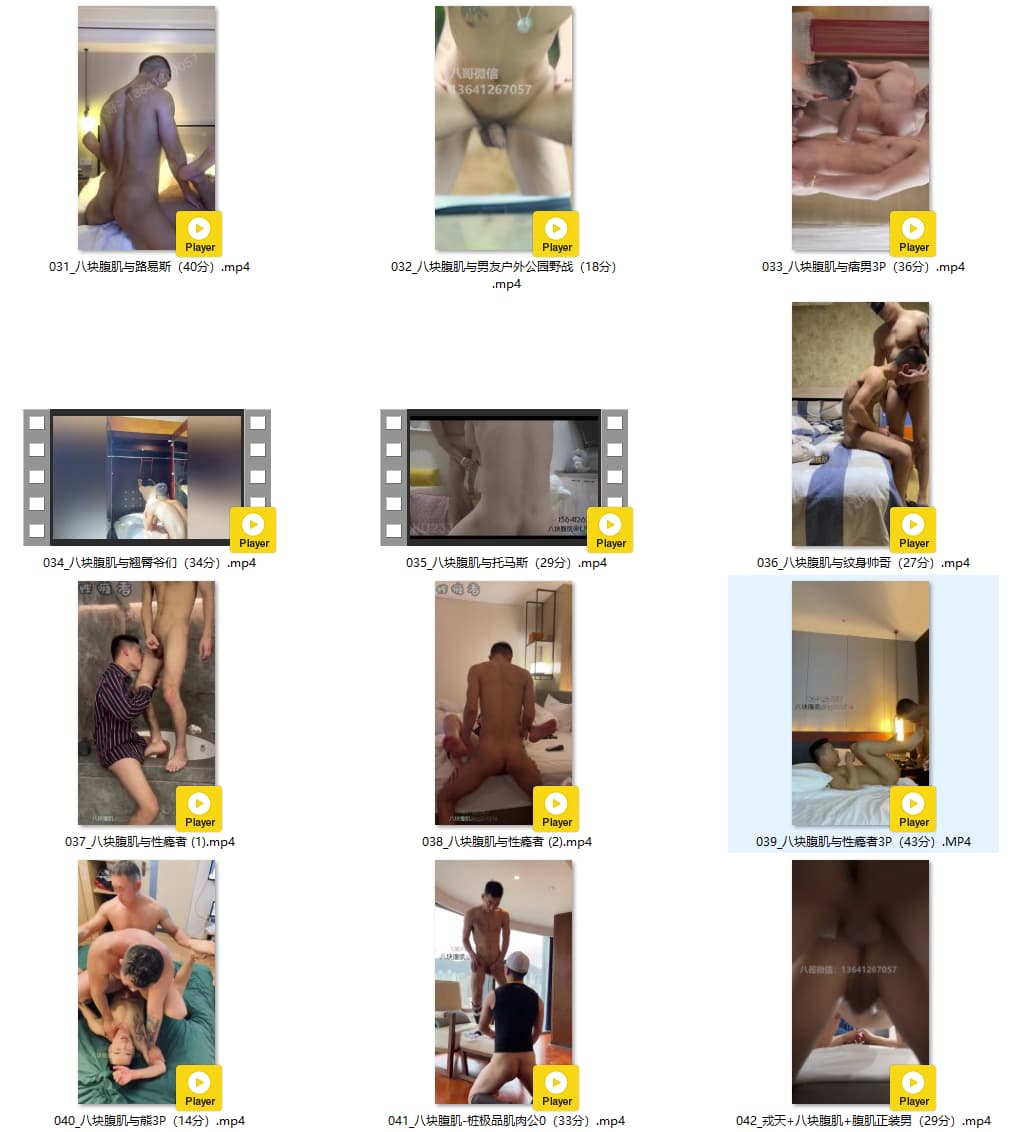 13641267057
八哥微信
13641267057
Player
Player
Player
031_八块腹肌与路易斯（40分）.mp4
032_八块腹肌与男友户外公园野战（18分）
.mp4
033_八块腹肌与痞男3P（36分）.mp4
Player
Player
Player
034_八块腹肌与翘臀爷们（34分）.mp4
035_八块腹肌与托马斯（29分）.mp4
036_八块腹肌与纹身帅哥（27分）.mp4
性瘾者
性瘾者
Player
Player
Player
037_八块腹肌与性瘾者 (1).mp4
038_八块腹肌与性瘾者 (2).mp4
039_八块腹肌与性瘾者3P（43分）.MP4
八哥微信：13641267057
Player
Player
Player
040_八块腹肌与熊3P（14分）.mp4
041_八块腹肌-桩极品肌肉公0（33分）.mp4
042_戎天+八块腹肌+腹肌正装男（29分）.mp4